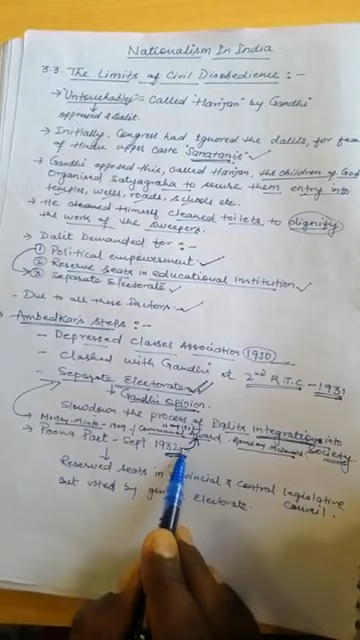 Nationalism In India
3.3. The Limits of Civil Disobedience :-
→ "Untouchables" - called "Harijan" by Gandhi
oppressed & Dalit.
→ Initially, Congress had ignored the dalits, for fea
of Hindu upper caste "Sanatanis"
→ Gandhi opposed this, called Harijan, the children of God
organised Satyagraha to secure them entry into
temples, wells, roads, schools etc.
→ He cleaned Himself cleaned toilets to dignify
the work of the sweepers.
→ Dalit Demanded for :-
① Political empowerment.
② Reserve seats in educational Institution
③ Separate Electorate
- Due to all these factors.
Ambedkar's Steps :-
- Depressed classes Association (1930)
- Clashed with Gandhi at 2nd R.T.C - 1931
- Separate Electorates
↓ Gandhi Opinion.
Slowdown the process of Dalits Integration into Society.
→ Morley-Minto - 1909 / Communal Award -
→ Poona Pact - Sept 1932
Reserved Seats in Provincial & Central legislative
but voted by Electorate. Council.